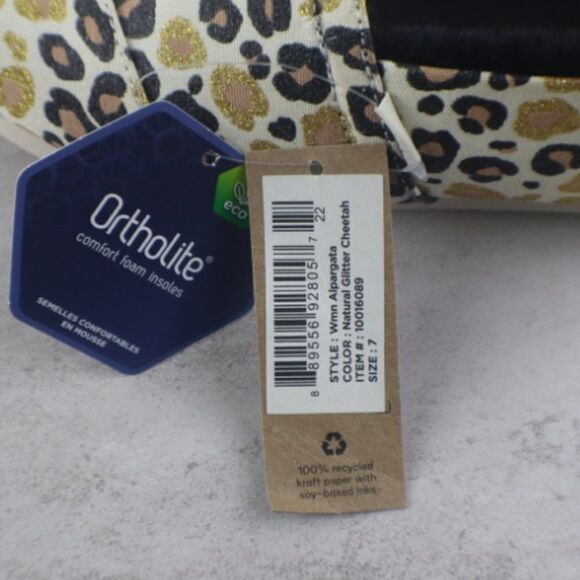 Ortholite®
comfort foam insoles
SEMELLES CONFORTABLES
EN MOUSSE
eco
8 89556 92805 7
22
STYLE : Wmn Alpargata
COLOR : Natural Glitter Cheetah
ITEM # : 10016089
SIZE : 7
100% recycled
kraft paper with
soy-based inks